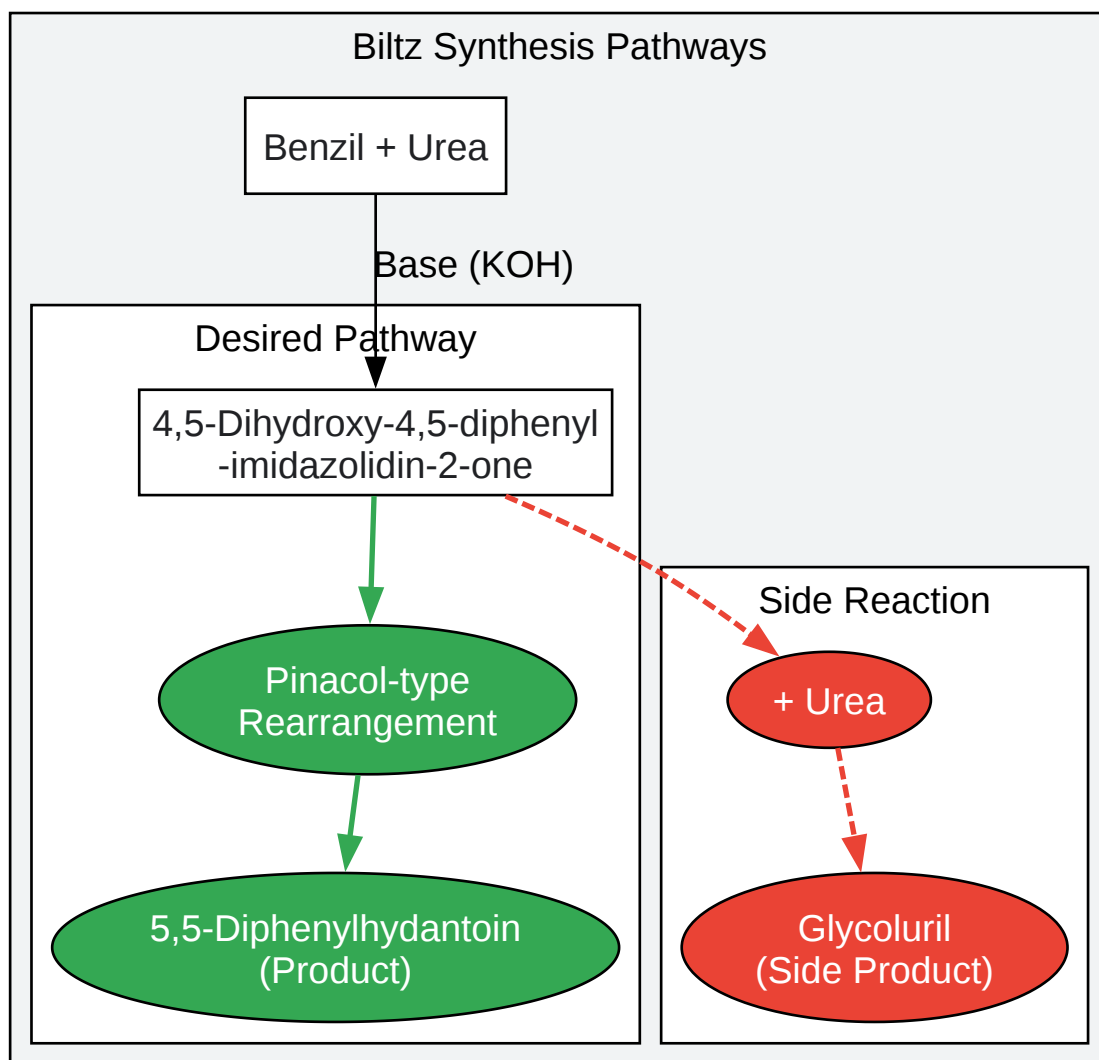 Biltz Synthesis Pathways
Benzil + Urea
Base (KOH)
Desired Pathway
4,5-Dihydroxy-4,5-diphenyl
-imidazolidin-2-one
Pinacol-type
Rearrangement
5,5-Diphenylhydantoin
(Product)
Side Reaction
+ Urea
Glycoluril
(Side Product)